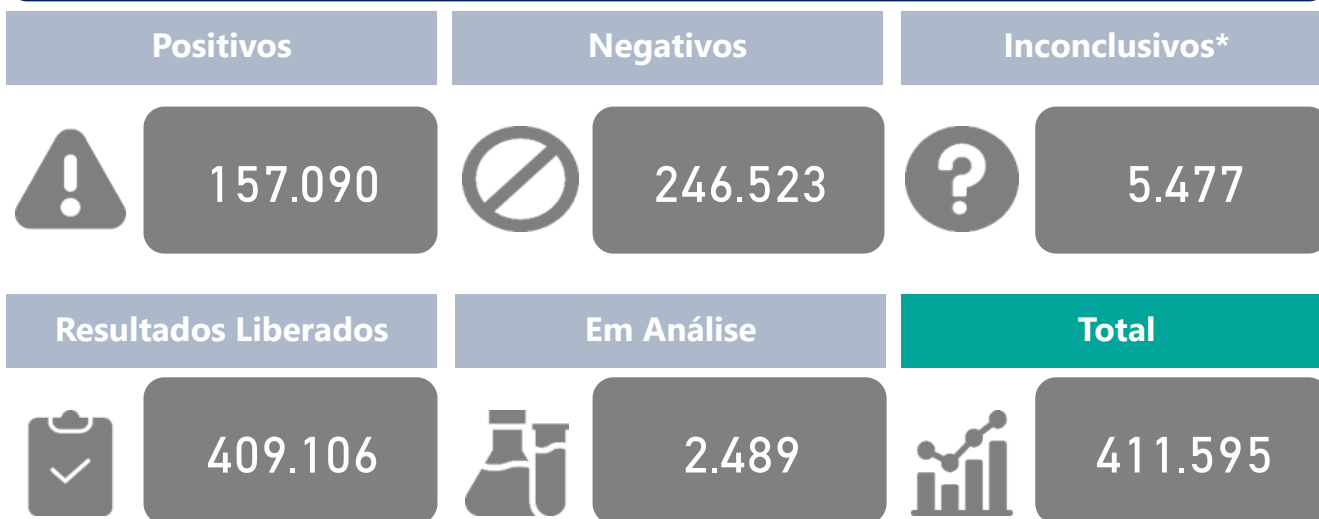 Positivos Negativos Inconclusivos*
157.090 246.523 5.477
Resultados Liberados Em Análise Total
409.106 2.489 411.595